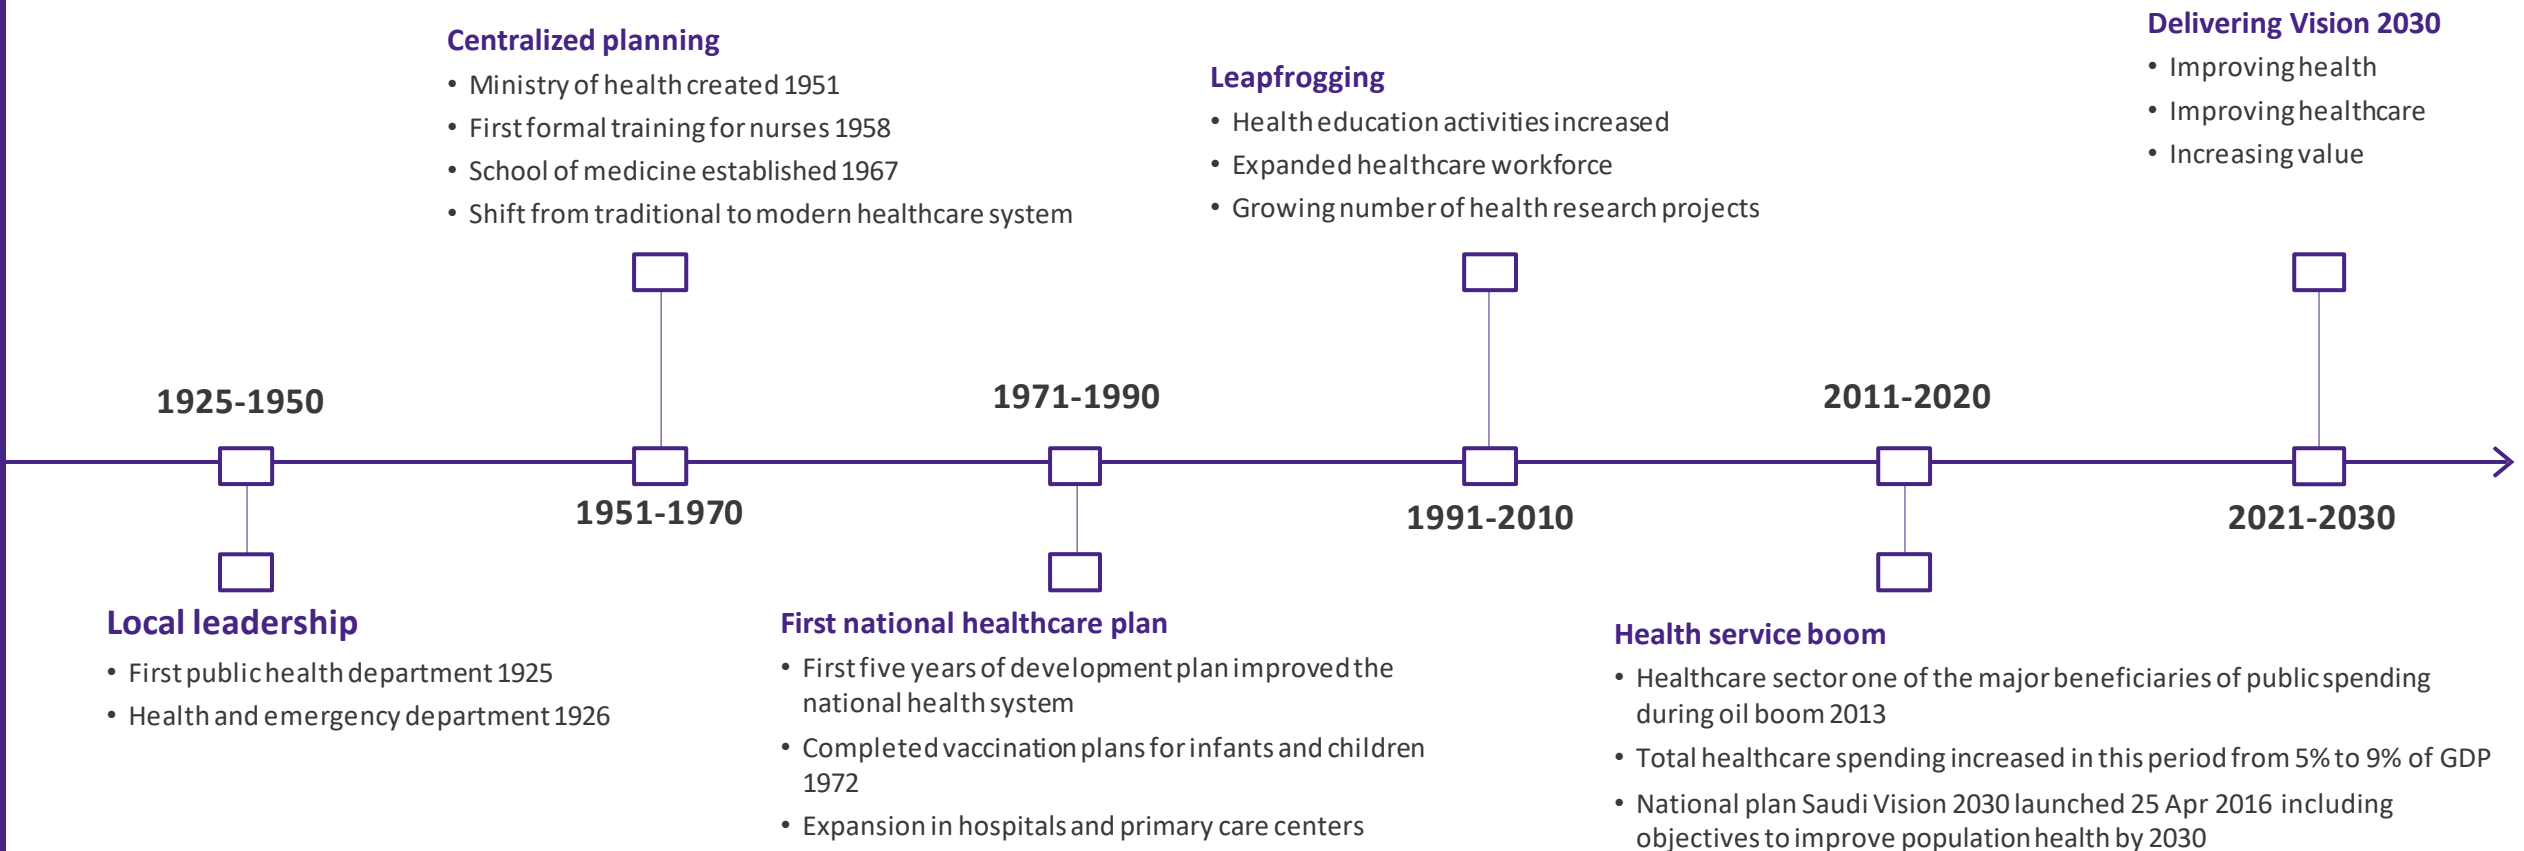 Centralized planning
• Ministry of health created 1951
• First formal training for nurses 1958
• School of medicine established 1967
• Shift from traditional to modern healthcare system
Leapfrogging
• Health education activities increased
• Expanded healthcare workforce
• Growing number of health research projects
Delivering Vision 2030
• Improving health
• Improving healthcare
• Increasing value
1925-1950
1951-1970
1971-1990
1991-2010
2011-2020
2021-2030
Local leadership
• First public health department 1925
• Health and emergency department 1926
First national healthcare plan
• First five years of development plan improved the
national health system
• Completed vaccination plans for infants and children
1972
• Expansion in hospitals and primary care centers
Health service boom
• Healthcare sector one of the major beneficiaries of public spending
during oil boom 2013
• Total healthcare spending increased in this period from 5% to 9% of GDP
• National plan Saudi Vision 2030 launched 25 Apr 2016 including
objectives to improve population health by 2030